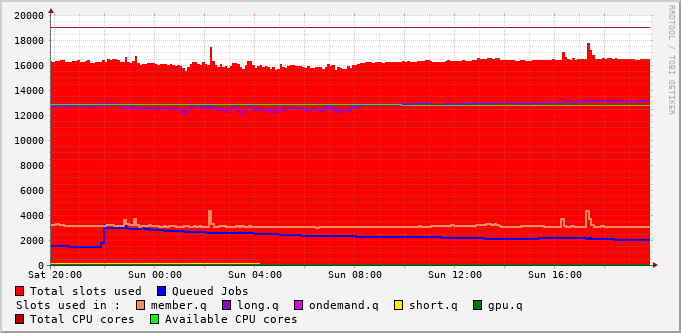 20000
18000
16000
14000
12000
10000
8000
6000
4000
2000
0
Sat 20:00 Sun 00:00 Sun 04:00 Sun 08:00 Sun 12:00 Sun 16:00
RRDTOOL / TOBI OETIKER
Total slots used Queued Jobs
Slots used in : member.q long.q ondemand.q short.q gpu.q
Total CPU cores Available CPU cores